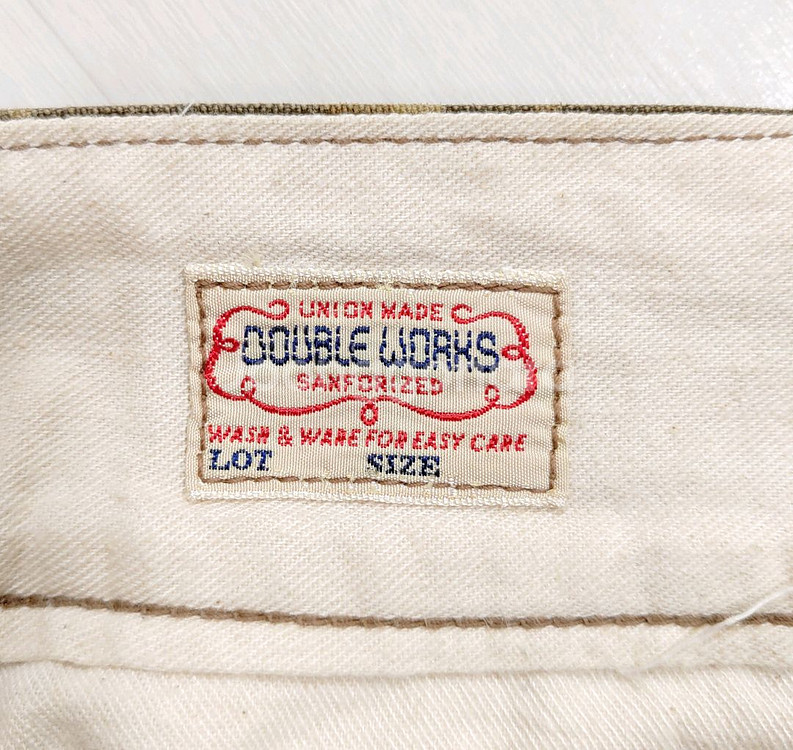 UNION MADE
DOUBLE WORKS
SANFORIZED
WASH & WARE FOR EASY CARE
LOT SIZE